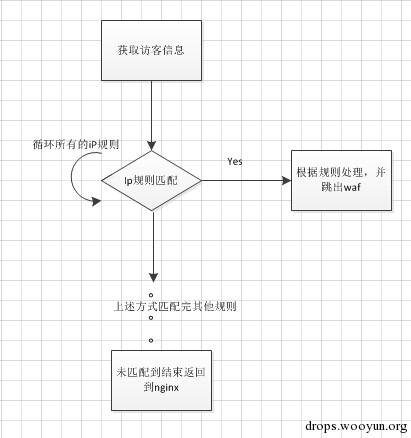 获取访客信息
循环所有的iP规则
Ip规则匹配
Yes
根据规则处理，并
跳出waf
上述方式匹配完其他规则
未匹配到结束返回
到nginx
drops.wooyun.org